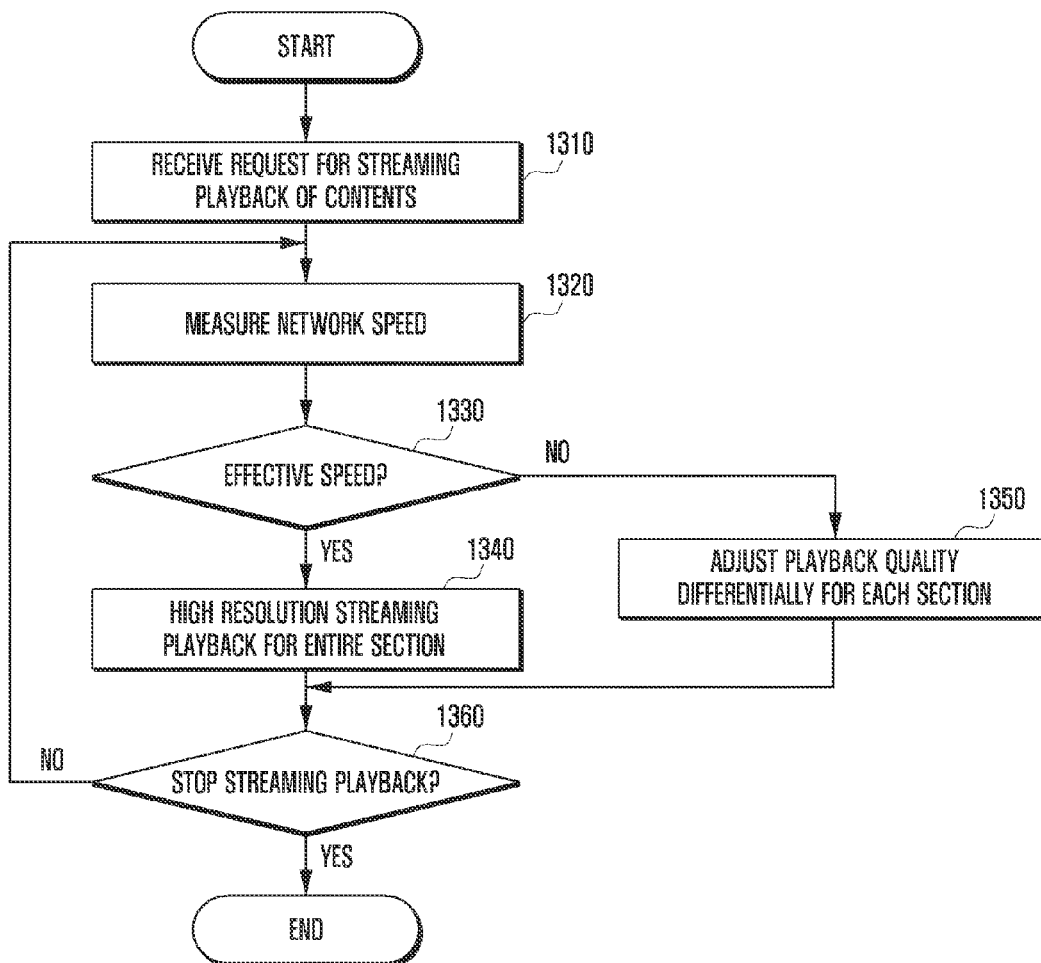 START
1310
RECEIVE REQUEST FOR STREAMING
PLAYBACK OF CONTENTS
1320
MEASURE NETWORK SPEED
1330
EFFECTIVE SPEED?
NO
YES
1340
HIGH RESOLUTION STREAMING
PLAYBACK FOR ENTIRE SECTION
1350
ADJUST PLAYBACK QUALITY
DIFFERENTIALLY FOR EACH SECTION
1360
NO
STOP STREAMING PLAYBACK?
YES
END